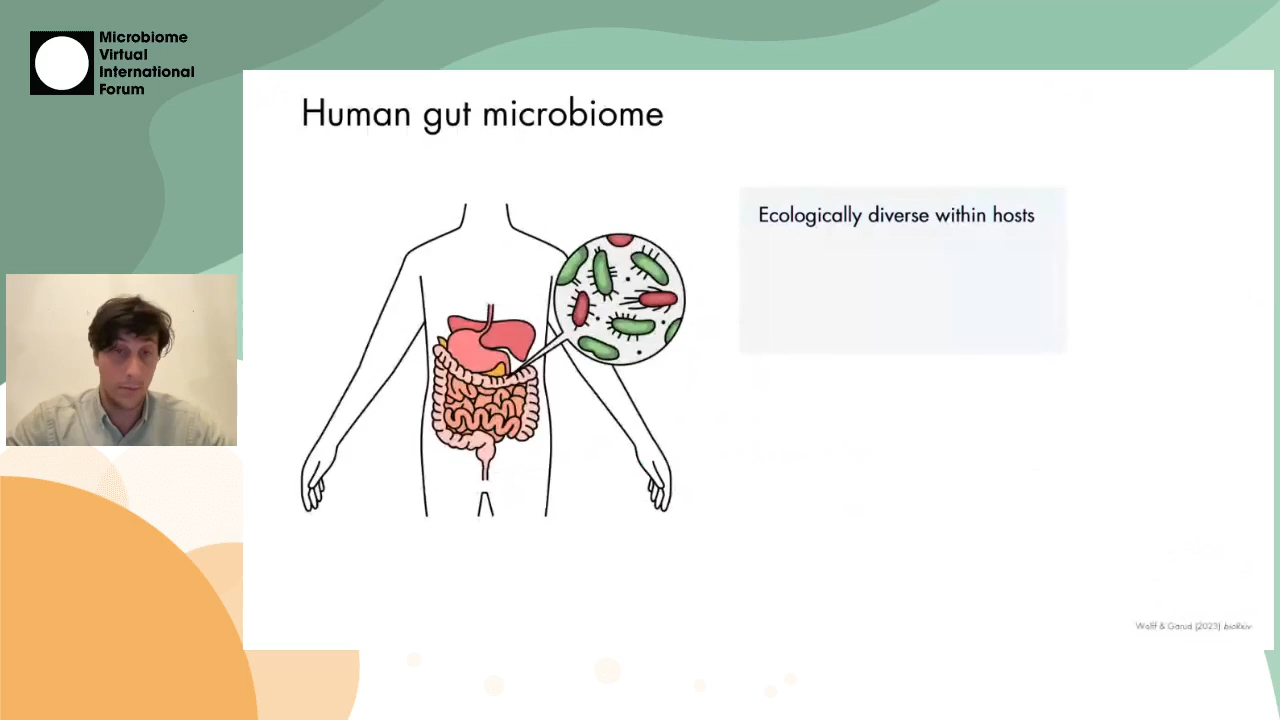 Microbiome
Virtual
International
Forum
Human gut microbiome
Ecologically diverse within hosts
Wolff & Garud (2023) bioRxiv